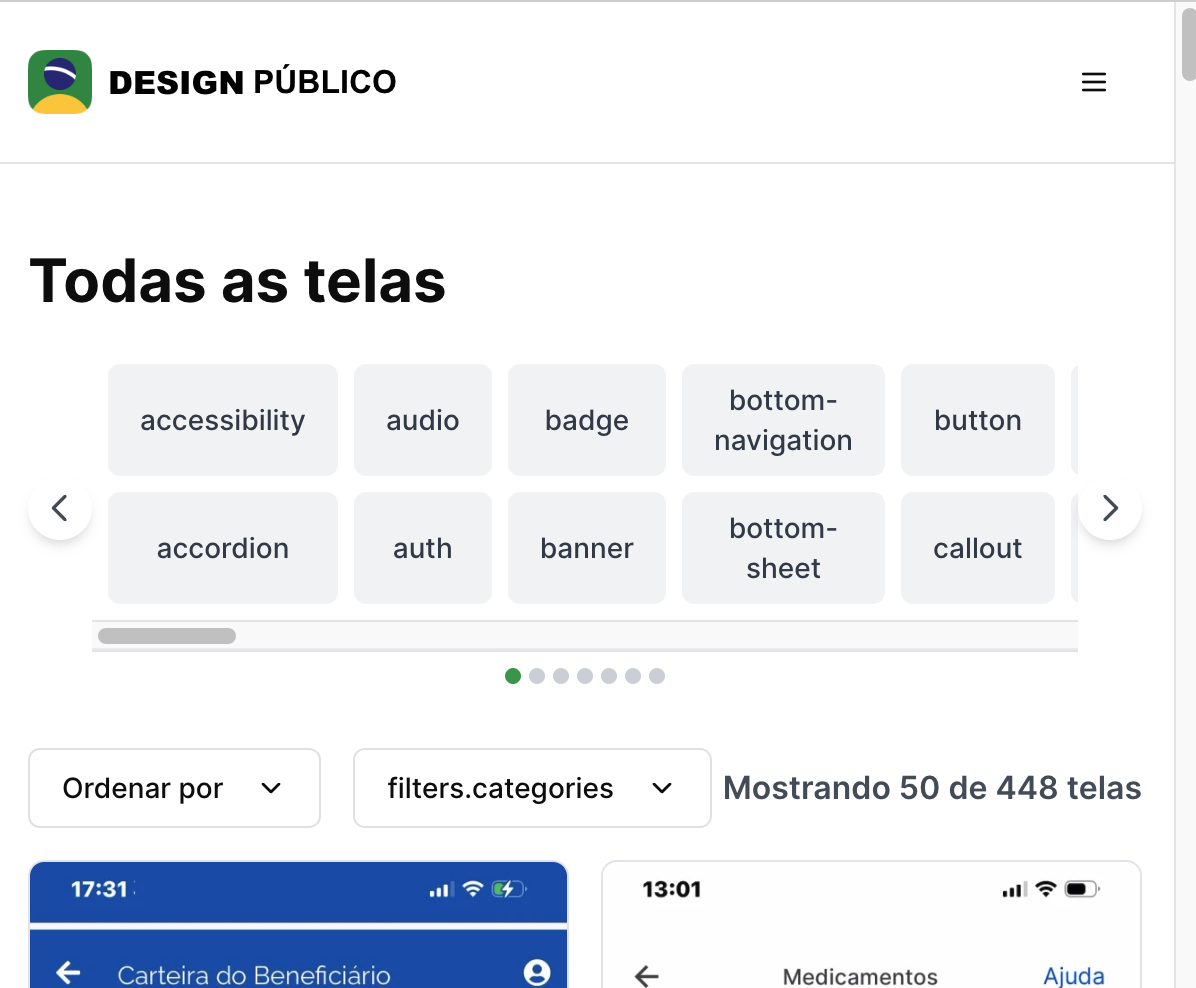 DESIGN PÚBLICO
Todas as telas
accessibility
audio
badge
bottom-
navigation
button
accordion
auth
banner
bottom-
sheet
callout
Ordenar por
filters.categories
Mostrando 50 de 448 telas
17:31
13:01
Carteira do Beneficiário
Medicamentos
Ajuda